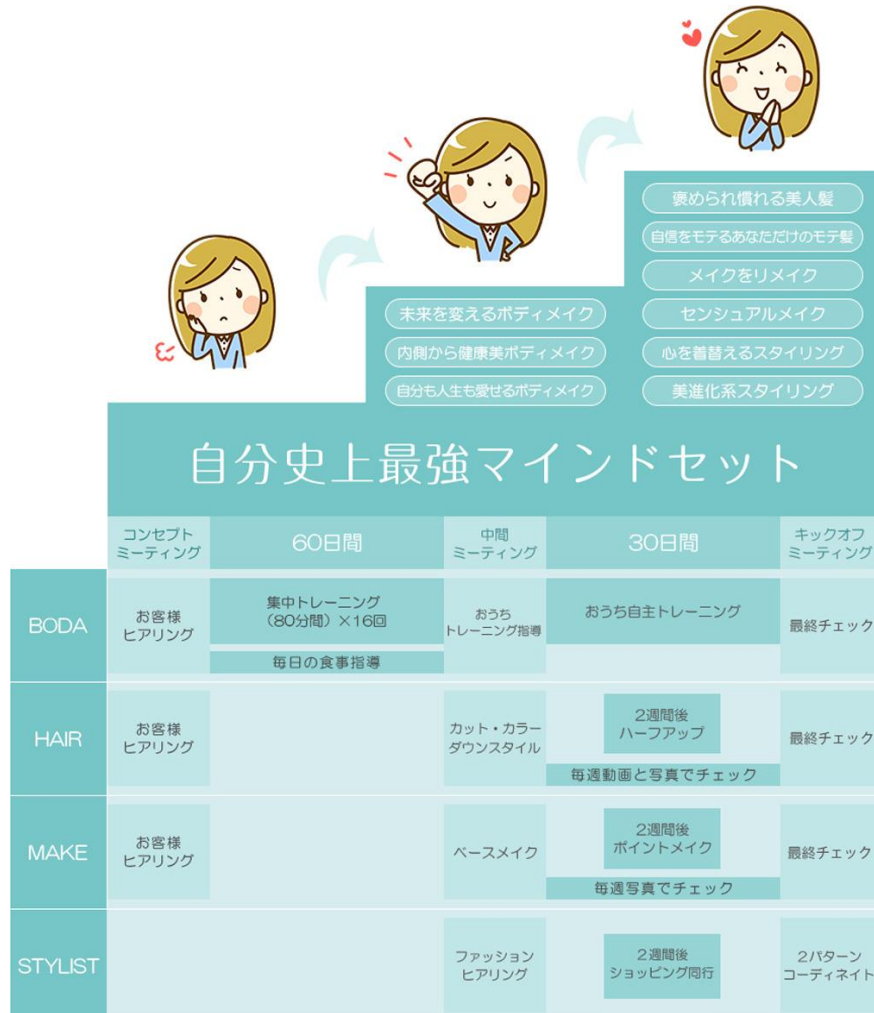 褒められ慣れる美人髪
自信をモテるあなただけのモテ髪
メイクをリメイク
未来を変えるボディメイク
センシュアルメイク
内側から健康美ボディメイク
心を着替えるスタイリング
自分も人生も愛せるボディメイク
美進化系スタイリング
自分史上最強マインドセット
コンセプト
ミーティング
60日間
中間
ミーティング
30日間
キックオフ
ミーティング
BODA
お客様
ヒアリング
集中トレーニング
（80分間）×16回
毎日の食事指導
おうち
トレーニング指導
おうち自主トレーニング
最終チェック
HAIR
お客様
ヒアリング
カット・カラー
ダウンスタイル
2週間後
ハーフアップ
毎週動画と写真でチェック
最終チェック
MAKE
お客様
ヒアリング
ベースメイク
2週間後
ポイントメイク
毎週写真でチェック
最終チェック
STYLIST
ファッション
ヒアリング
2週間後
ショッピング同行
2パターン
コーディネイト